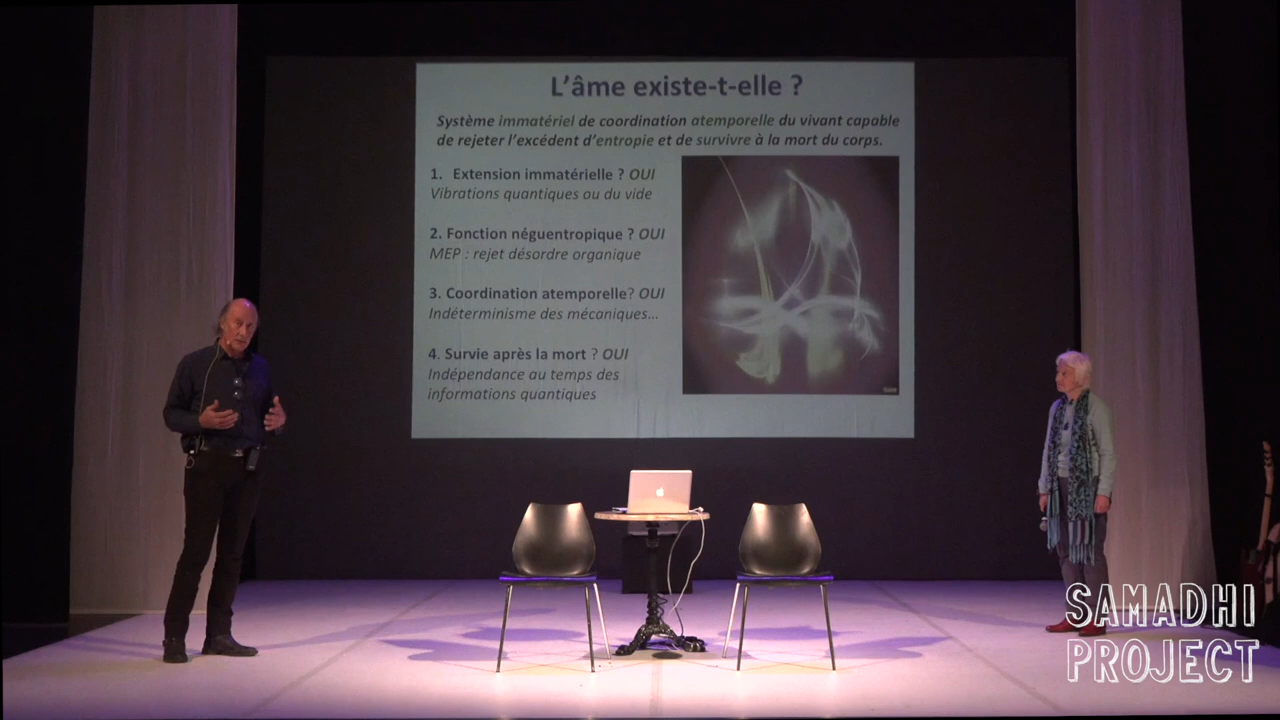 L'âme existe-t-elle ?
Système immatériel de coordination atemporelle du vivant capable
de rejeter l'excédent d'entropie et de survivre à la mort du corps.
1. Extension immatérielle ? OUI
Vibrations quantiques ou du vide
2. Fonction néguentropique ? OUI
MEP : rejet désordre organique
3. Coordination atemporelle? OUI
Indéterminisme des mécaniques...
4. Survie après la mort ? OUI
Indépendance au temps des
informations quantiques
SAMADHI
PROJECT